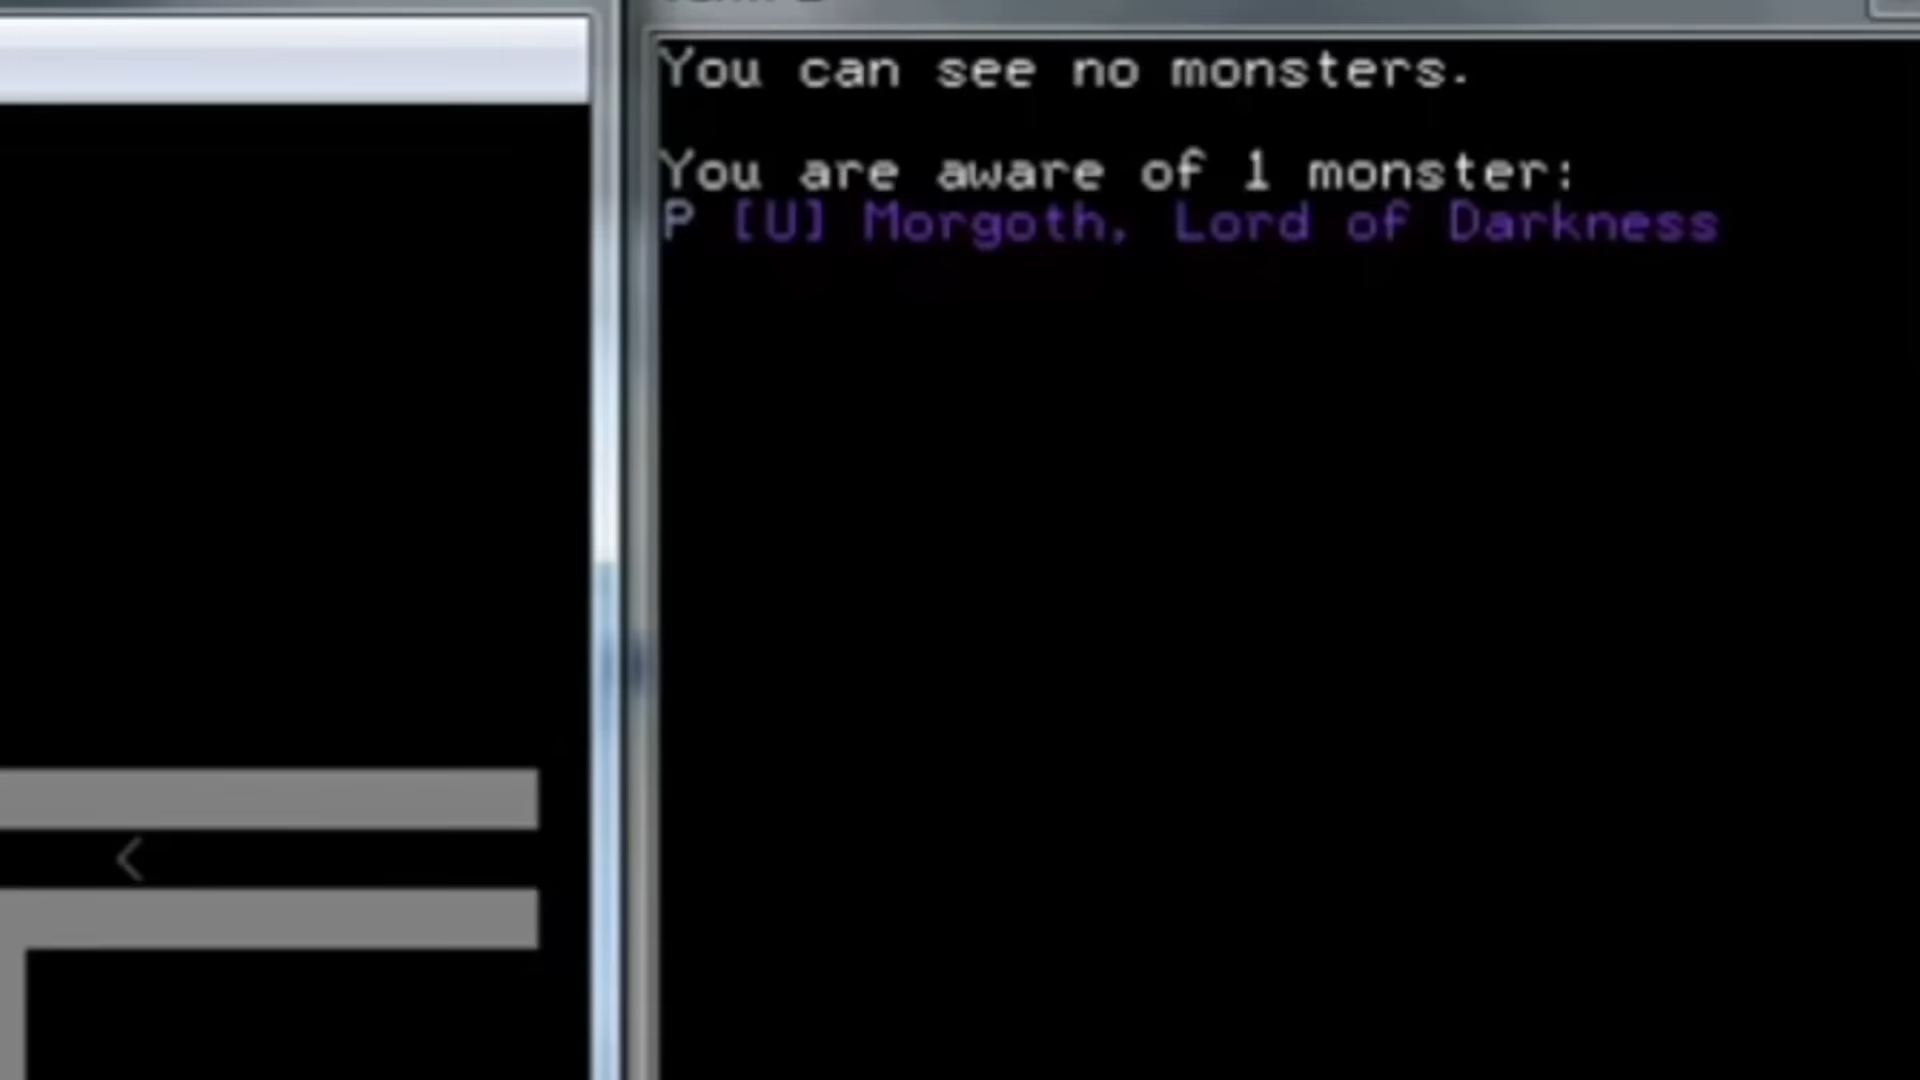 You can see no monsters.
You are aware of 1 monster:
P [U] Morgoth, Lord of Darkness
<